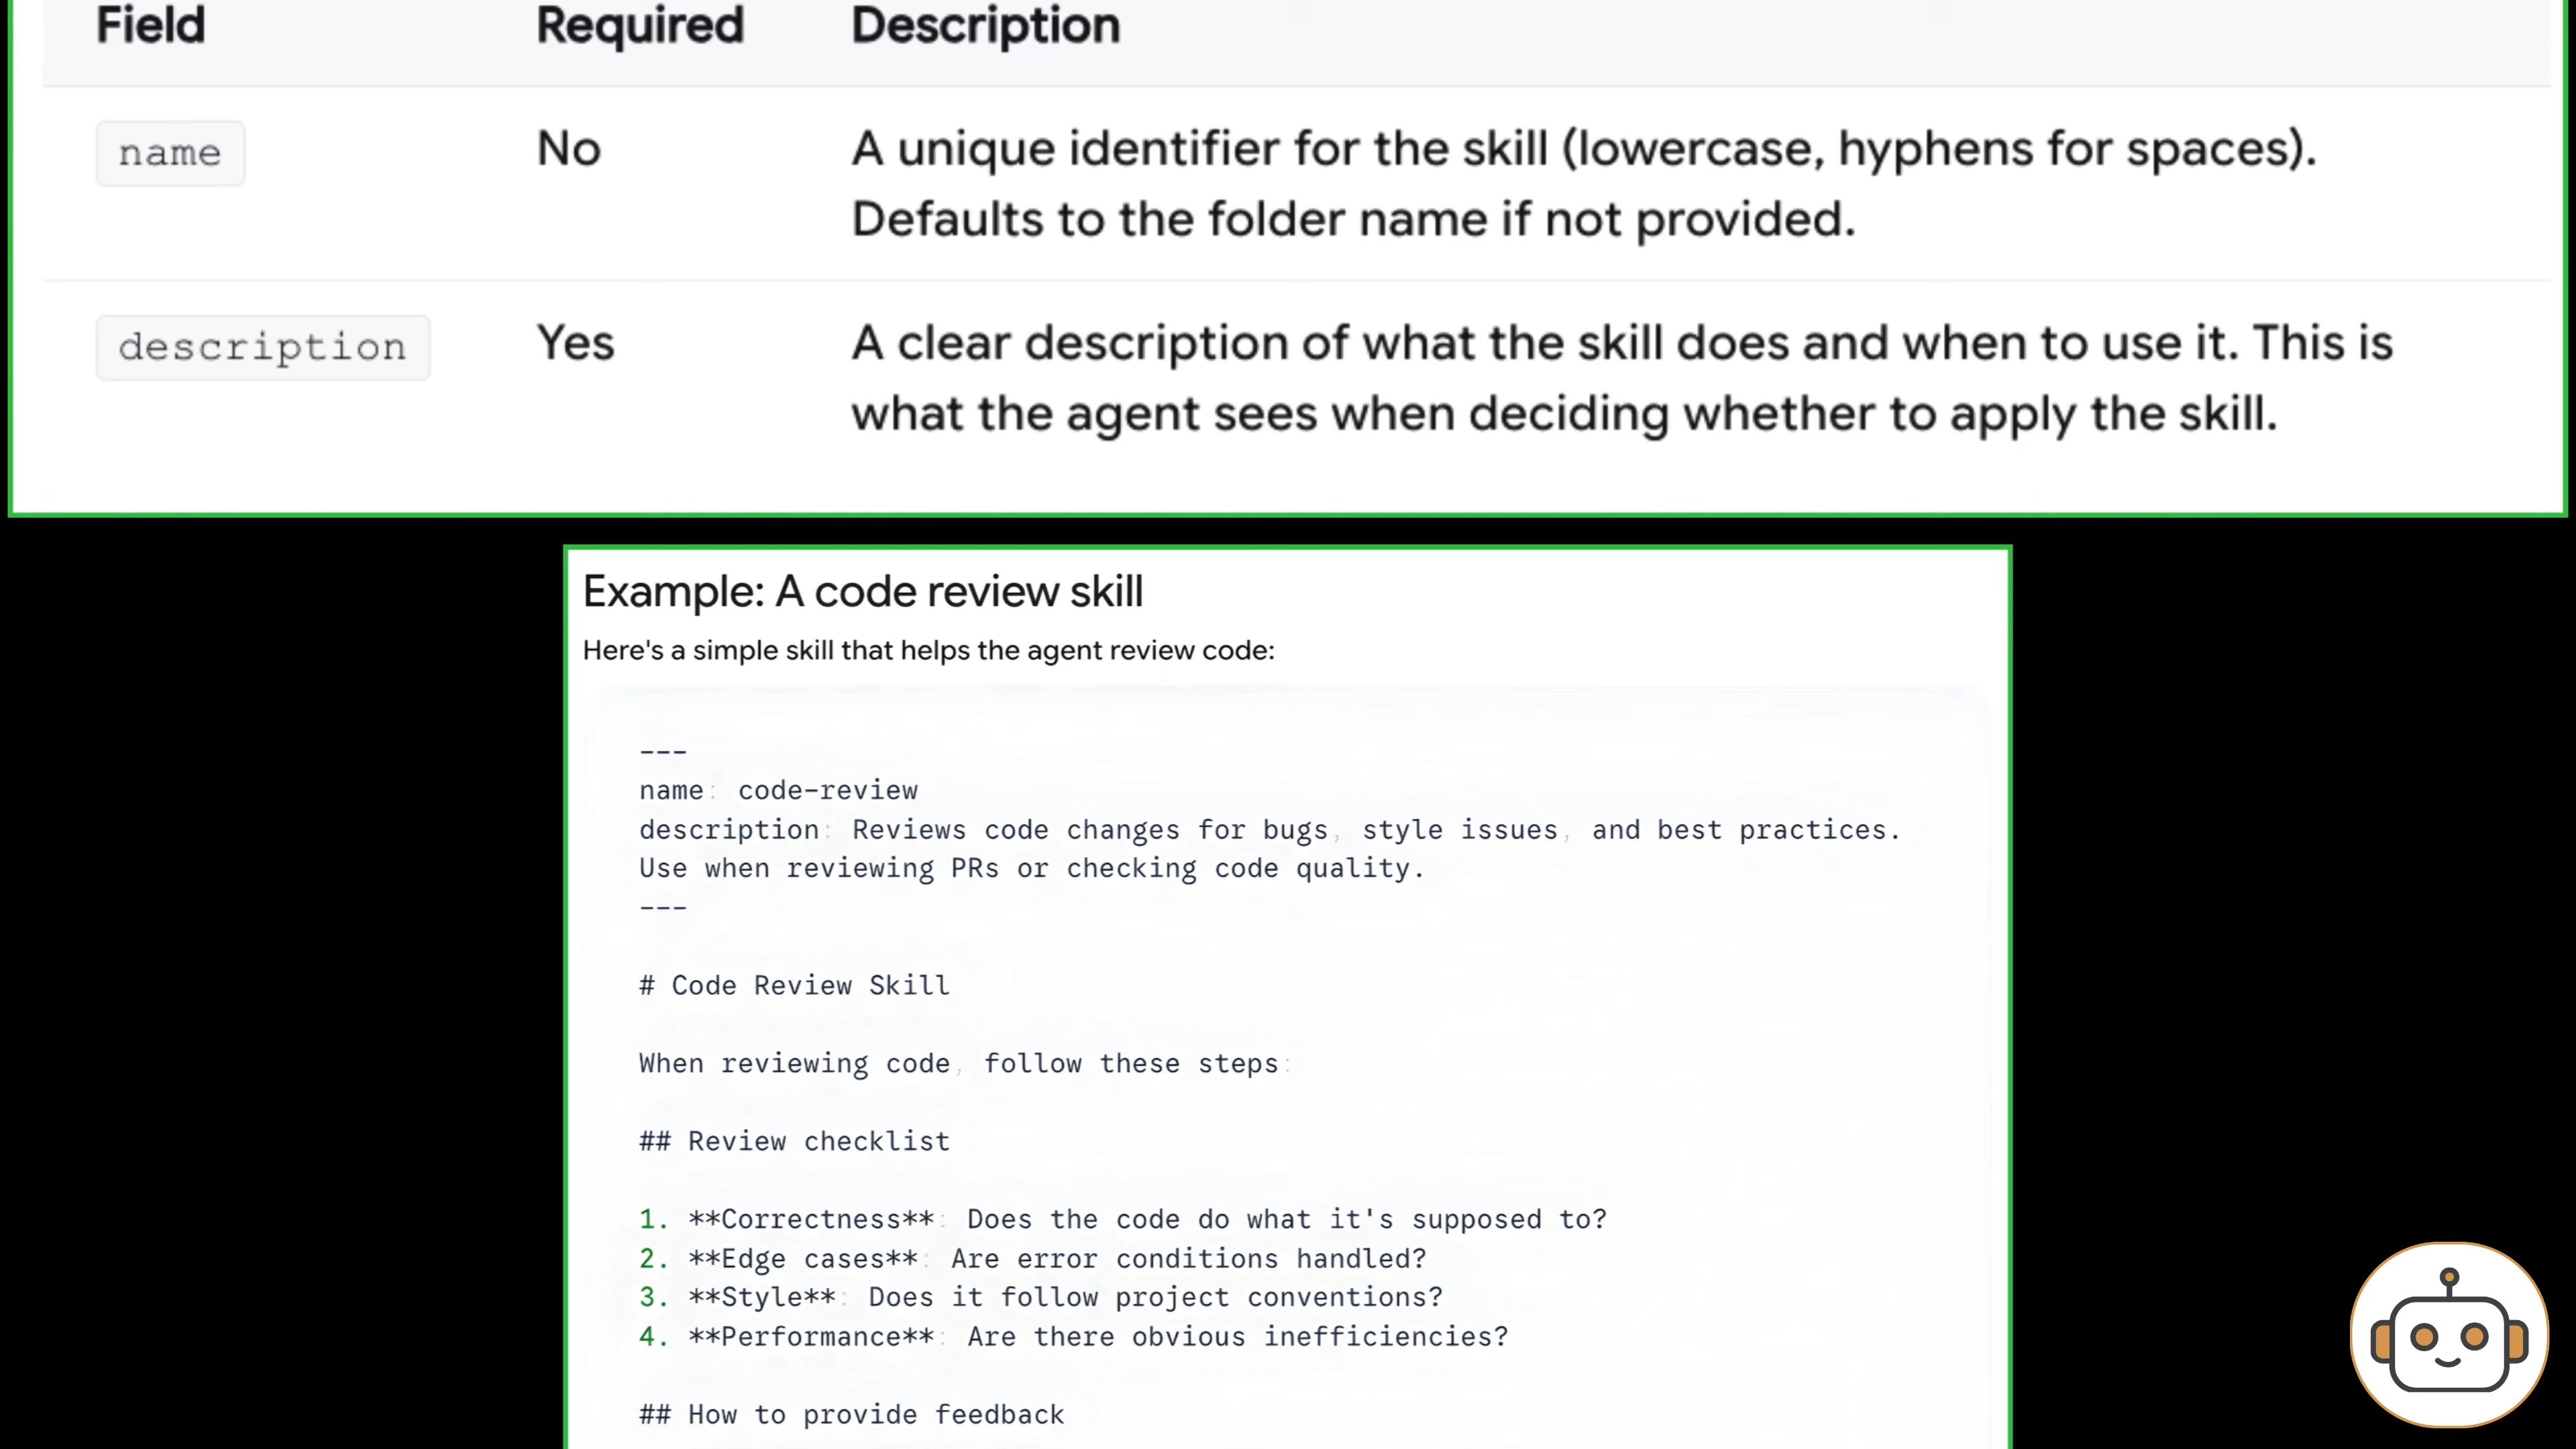 Field Required Description
name No A unique identifier for the skill (lowercase, hyphens for spaces).
Defaults to the folder name if not provided.
description Yes A clear description of what the skill does and when to use it. This is
what the agent sees when deciding whether to apply the skill.
Example: A code review skill
Here's a simple skill that helps the agent review code:
---
name: code-review
description: Reviews code changes for bugs, style issues, and best practices.
Use when reviewing PRs or checking code quality.
---
# Code Review Skill
When reviewing code, follow these steps:
## Review checklist
1. **Correctness**: Does the code do what it's supposed to?
2. **Edge cases**: Are error conditions handled?
3. **Style**: Does it follow project conventions?
4. **Performance**: Are there obvious inefficiencies?
## How to provide feedback